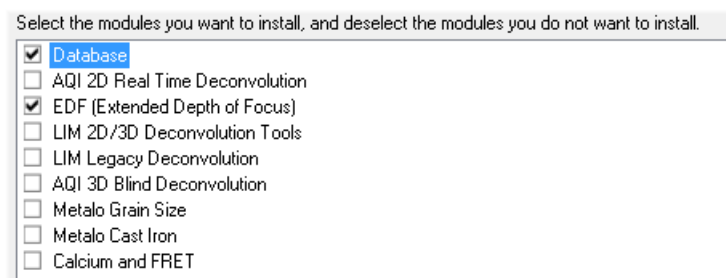 Select the modules you want to install, and deselect the modules you do not want to install.
Database
AQI 2D Real Time Deconvolution
EDF (Extended Depth of Focus)
LIM 2D/3D Deconvolution Tools
LIM Legacy Deconvolution
AQI 3D Blind Deconvolution
Metalo Grain Size
Metalo Cast Iron
Calcium and FRET